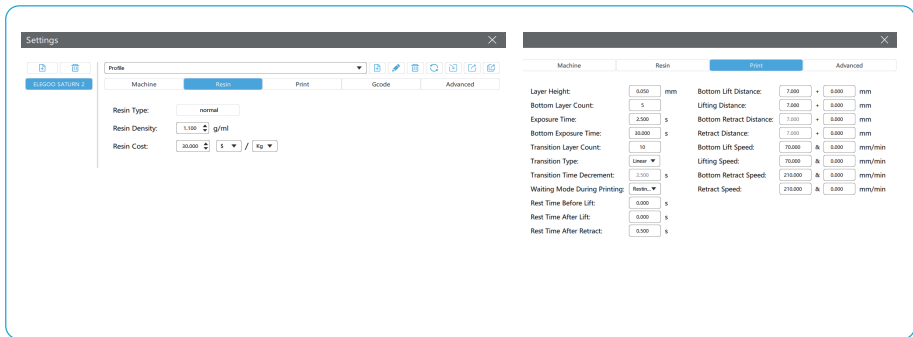 Settings
Profile
ELEGOO SATURN 2
Machine Resin Print Gcode Advanced
Resin Type: normal
Resin Density: 1.100 g/ml
Resin Cost: 30.000 $ / Kg
Machine Resin Print Advanced
Layer Height: 0.050 mm Bottom Lift Distance: 7.000 + 0.000 mm
Bottom Layer Count: 5 Lifting Distance: 7.000 + 0.000 mm
Exposure Time: 2.500 s Bottom Retract Distance: 7.000 + 0.000 mm
Bottom Exposure Time: 30.000 s Retract Distance: 7.000 + 0.000 mm
Transition Layer Count: 10 Bottom Lift Speed: 70.000 & 0.000 mm/min
Transition Type: Linear Lifting Speed: 70.000 & 0.000 mm/min
Transition Time Decrement: 2.500 s Bottom Retract Speed: 210.000 & 0.000 mm/min
Waiting Mode During Printing: Restin... Retract Speed: 210.000 & 0.000 mm/min
Rest Time Before Lift: 0.000 s
Rest Time After Lift: 0.000 s
Rest Time After Retract: 0.500 s